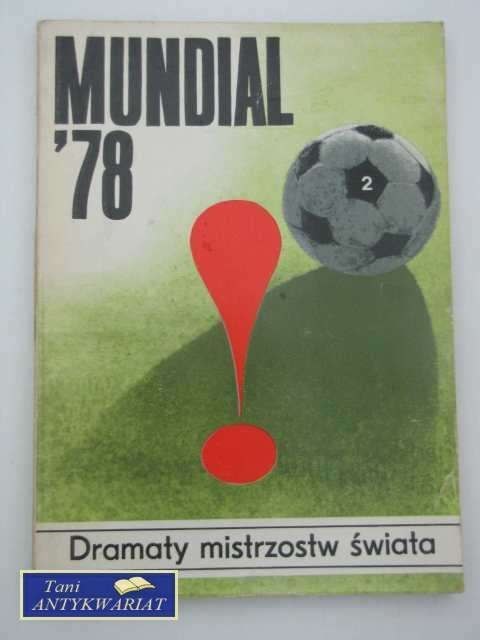 MUNDIAL
'78
2
!
Dramaty mistrzostw świata
Tani
ANTYKWARIAT